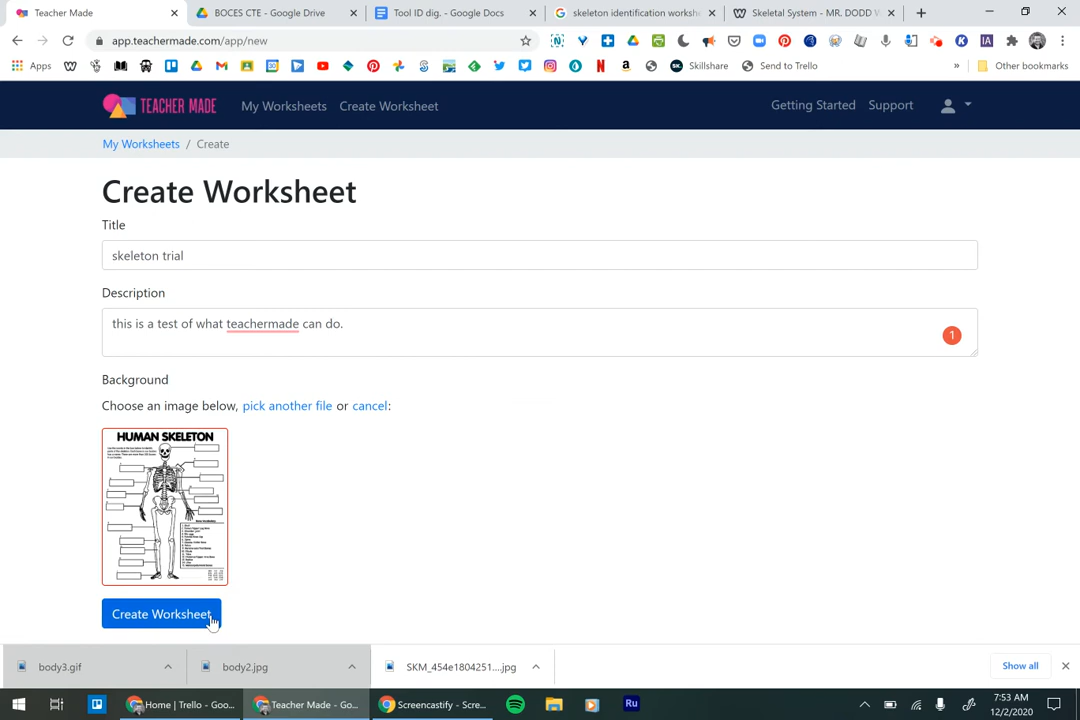 Teacher Made
BOCES CTE - Google Drive
Tool ID dig. - Google Docs
skeleton identification workshe
Skeletal System - MR. DODD W
app.teachermade.com/app/new
Apps
Skillshare
Send to Trello
Other bookmarks
TEACHER MADE
My Worksheets
Create Worksheet
Getting Started
Support
My Worksheets / Create
Create Worksheet
Title
skeleton trial
Description
this is a test of what teachermade can do.
1
Background
Choose an image below, pick another file or cancel:
HUMAN SKELETON
Create Worksheet
body3.gif
body2.jpg
SKM_454e1804251....jpg
Show all
Home | Trello - Goo...
Teacher Made - Go...
Screencastify - Scre...
Ru
7:53 AM
12/2/2020